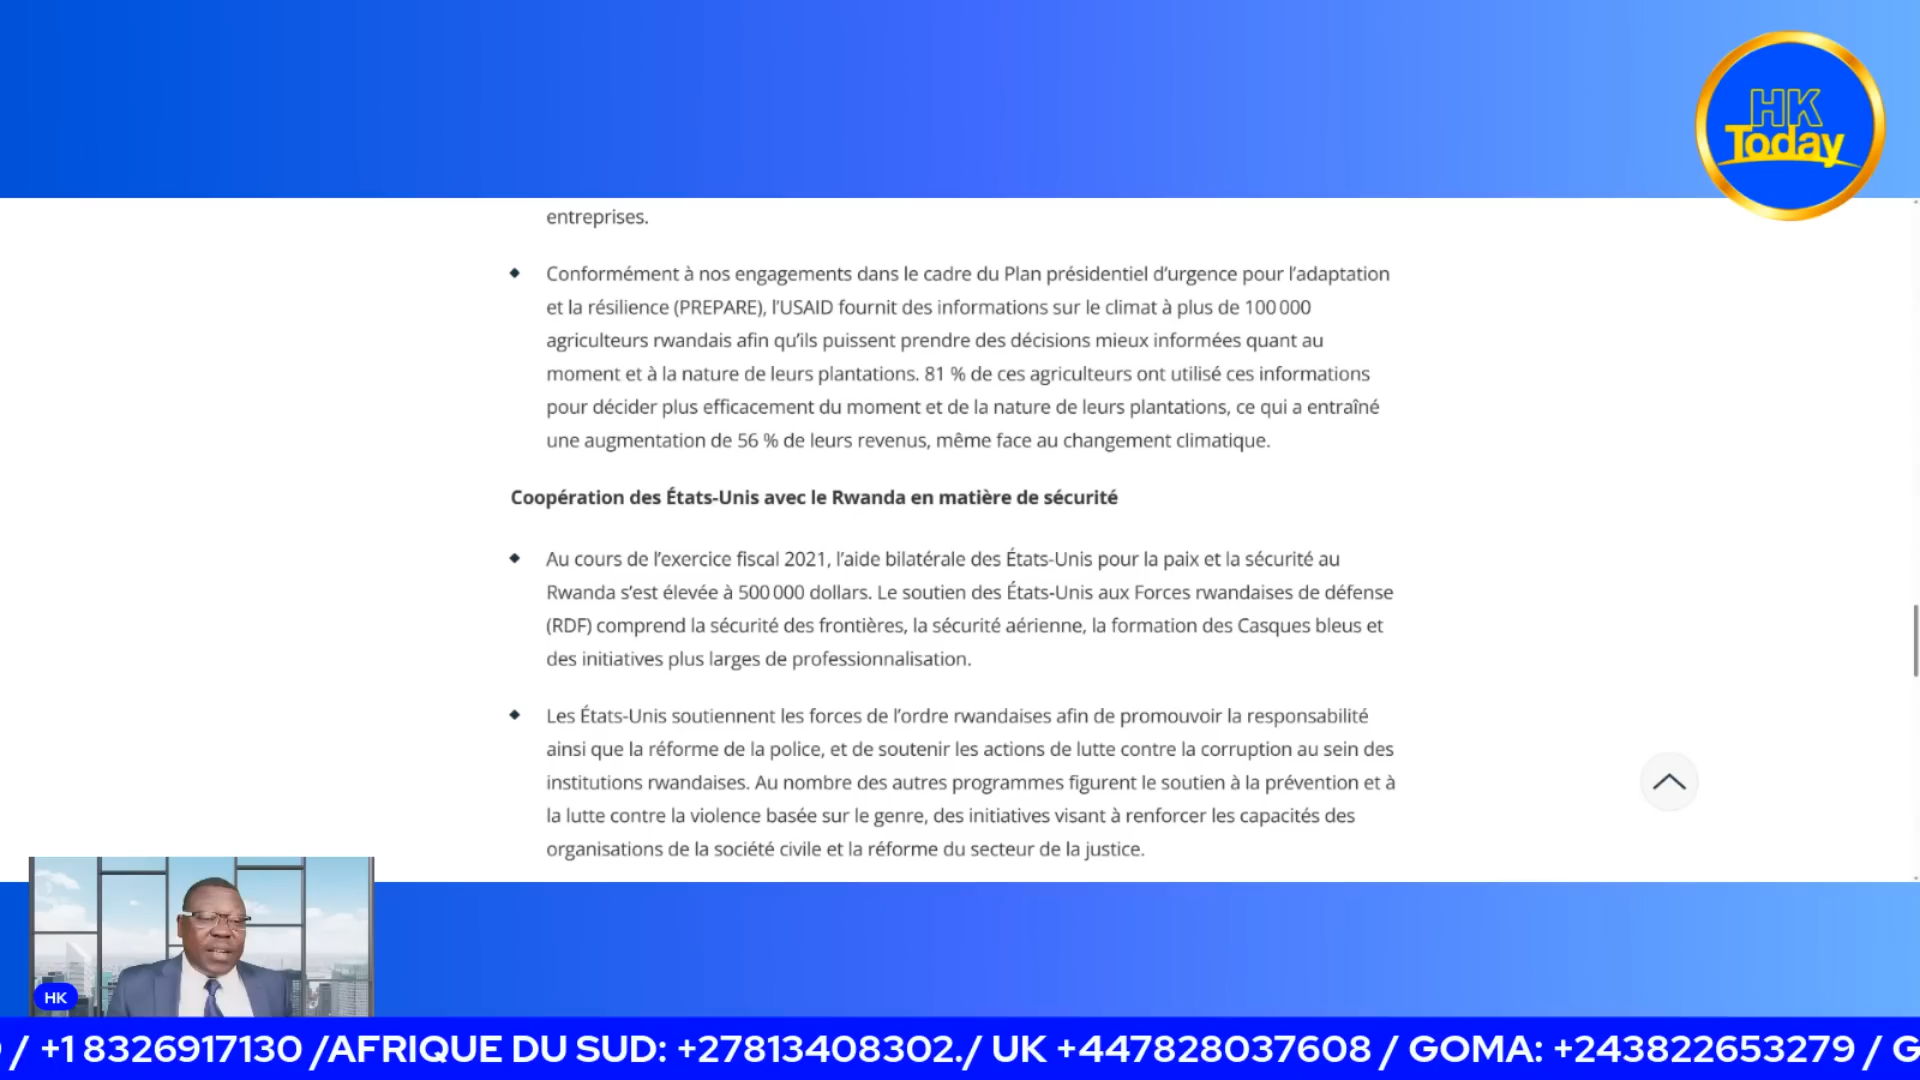 HK
Today
entreprises.
◆ Conformément à nos engagements dans le cadre du Plan présidentiel d’urgence pour l’adaptation
et la résilience (PREPARE), l’USAID fournit des informations sur le climat à plus de 100 000
agriculteurs rwandais afin qu’ils puissent prendre des décisions mieux informées quant au
moment et à la nature de leurs plantations. 81 % de ces agriculteurs ont utilisé ces informations
pour décider plus efficacement du moment et de la nature de leurs plantations, ce qui a entraîné
une augmentation de 56 % de leurs revenus, même face au changement climatique.
Coopération des États-Unis avec le Rwanda en matière de sécurité
◆ Au cours de l’exercice fiscal 2021, l’aide bilatérale des États-Unis pour la paix et la sécurité au
Rwanda s’est élevée à 500 000 dollars. Le soutien des États-Unis aux Forces rwandaises de défense
(RDF) comprend la sécurité des frontières, la sécurité aérienne, la formation des Casques bleus et
des initiatives plus larges de professionnalisation.
◆ Les États-Unis soutiennent les forces de l’ordre rwandaises afin de promouvoir la responsabilité
ainsi que la réforme de la police, et de soutenir les actions de lutte contre la corruption au sein des
institutions rwandaises. Au nombre des autres programmes figurent le soutien à la prévention et à
la lutte contre la violence basée sur le genre, des initiatives visant à renforcer les capacités des
organisations de la société civile et la réforme du secteur de la justice.
HK
/ +1 8326917130 /AFRIQUE DU SUD: +27813408302./ UK +447828037608 / GOMA: +243822653279 / G